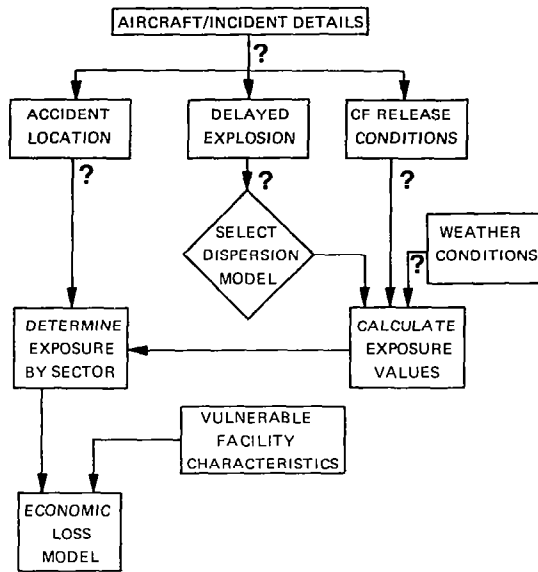 AIRCRAFT/INCIDENT DETAILS
?
ACCIDENT
LOCATION
DELAYED
EXPLOSION
CF RELEASE
CONDITIONS
?
?
?
SELECT
DISPERSION
MODEL
WEATHER
CONDITIONS
?
DETERMINE
EXPOSURE
BY SECTOR
CALCULATE
EXPOSURE
VALUES
VULNERABLE
FACILITY
CHARACTERISTICS
ECONOMIC
LOSS
MODEL